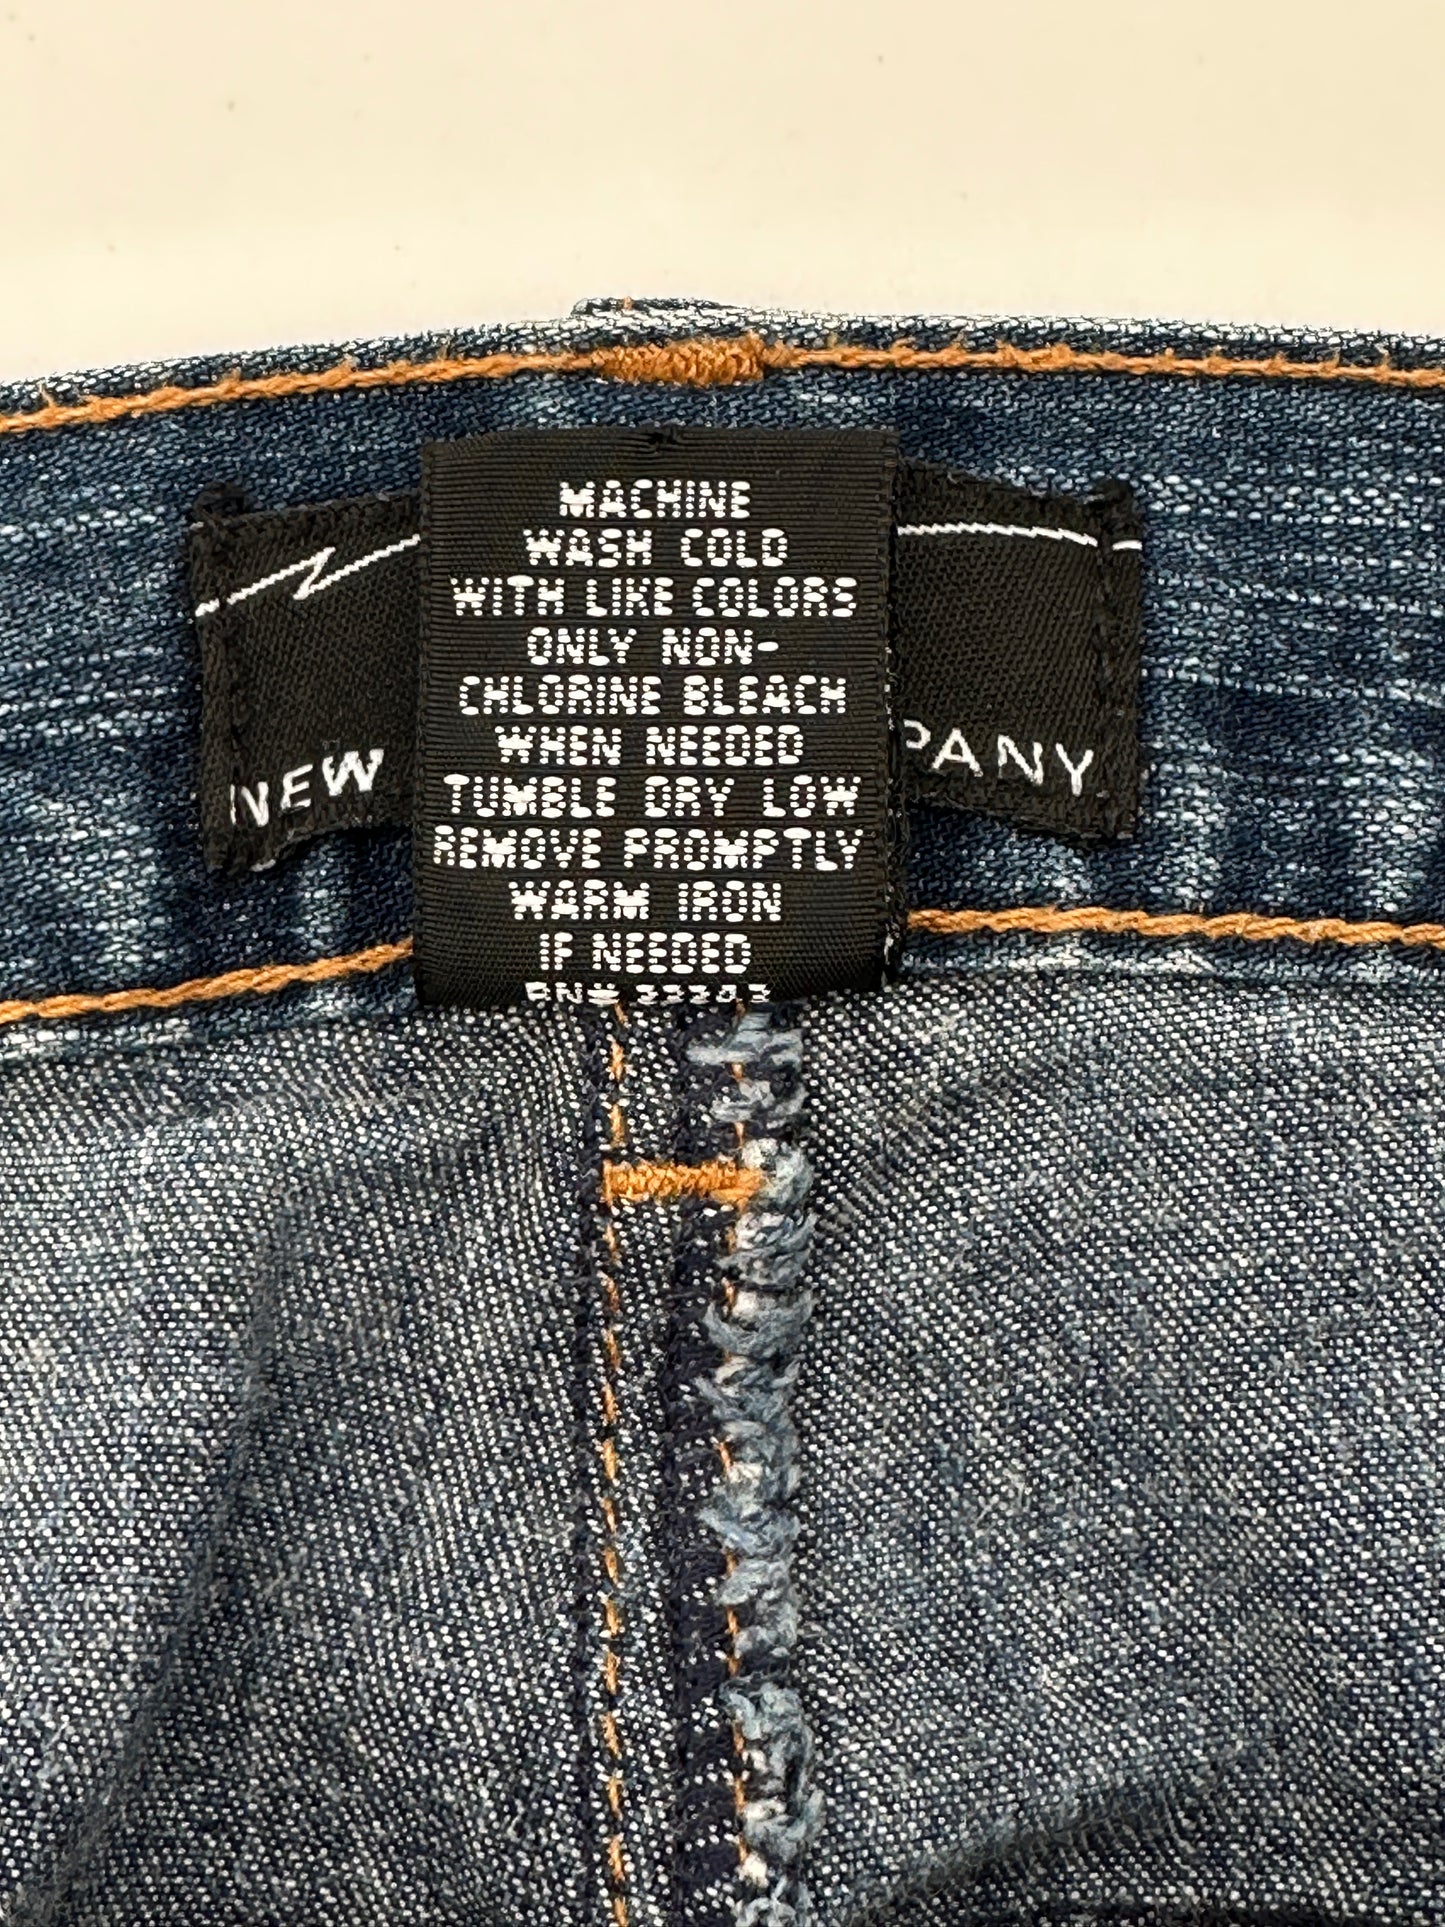 MACHINE
WASH COLD
WITH LIKE COLORS
ONLY NON-
CHLORINE BLEACH
WHEN NEEDED
TUMBLE DRY LOW
REMOVE PROMPTLY
WARM IRON
IF NEEDED
RN#
NEW PANY